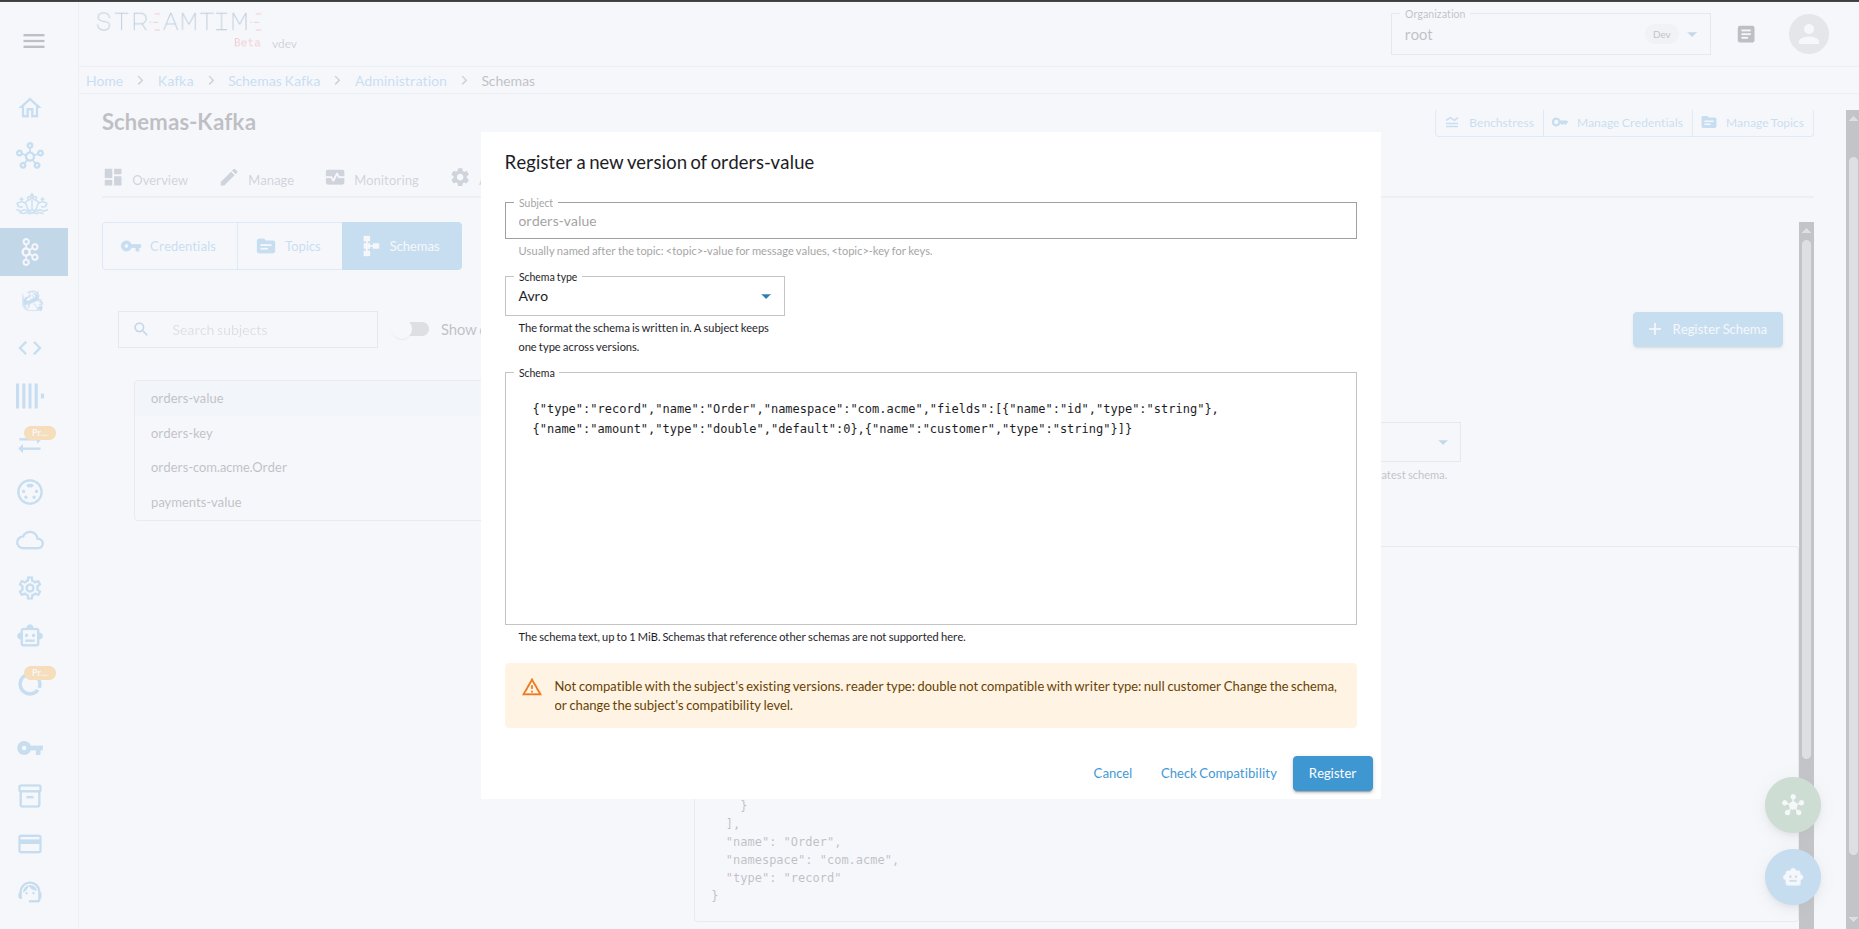 STREAMTIME
Beta vdev
Organization
root
Dev
Home > Kafka > Schemas Kafka > Administration > Schemas
Schemas-Kafka
Benchstress
Manage Credentials
Manage Topics
Overview
Manage
Monitoring
Credentials
Topics
Schemas
Search subjects
Show
Register Schema
orders-value
orders-key
orders-com.acme.Order
payments-value
Pr...
Pr...
Register a new version of orders-value
Subject
orders-value
Usually named after the topic: <topic>-value for message values, <topic>-key for keys.
Schema type
Avro
The format the schema is written in. A subject keeps
one type across versions.
Schema
{"type":"record","name":"Order","namespace":"com.acme","fields":[{"name":"id","type":"string"},
{"name":"amount","type":"double","default":0},{"name":"customer","type":"string"}]}
The schema text, up to 1 MiB. Schemas that reference other schemas are not supported here.
Not compatible with the subject's existing versions. reader type: double not compatible with writer type: null customer Change the schema,
or change the subject's compatibility level.
Cancel
Check Compatibility
Register
atest schema.
}
],
"name": "Order",
"namespace": "com.acme",
"type": "record"
}